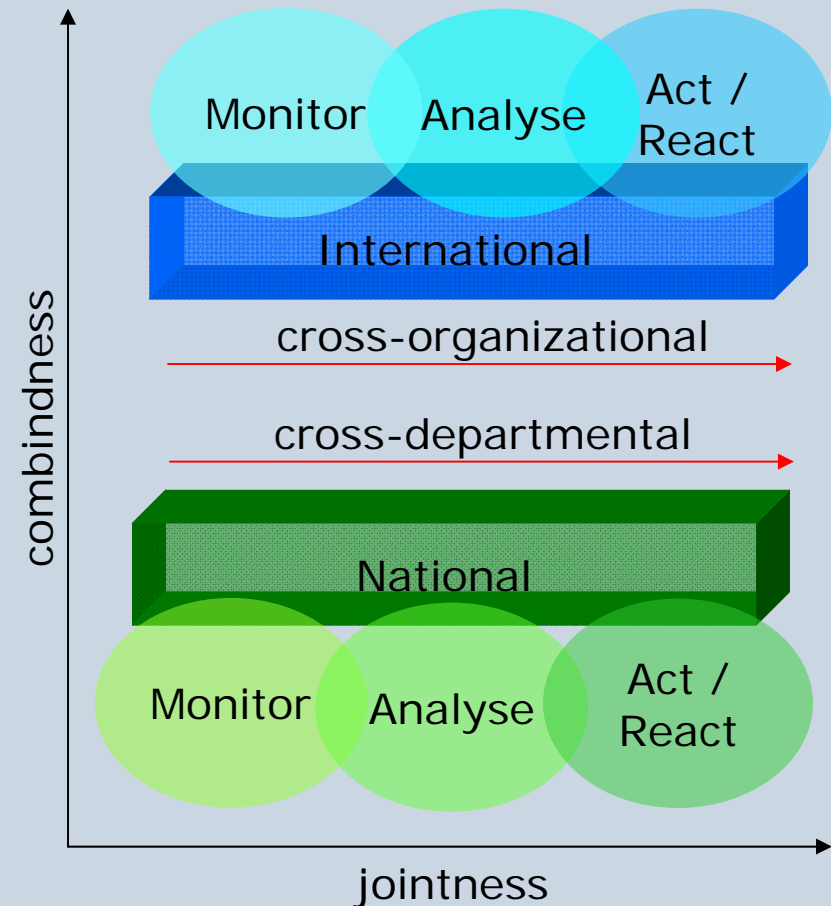 Monitor
Analyse
Act /
React
International
cross-organizational
cross-departmental
National
Monitor
Analyse
Act /
React
combindness
jointness